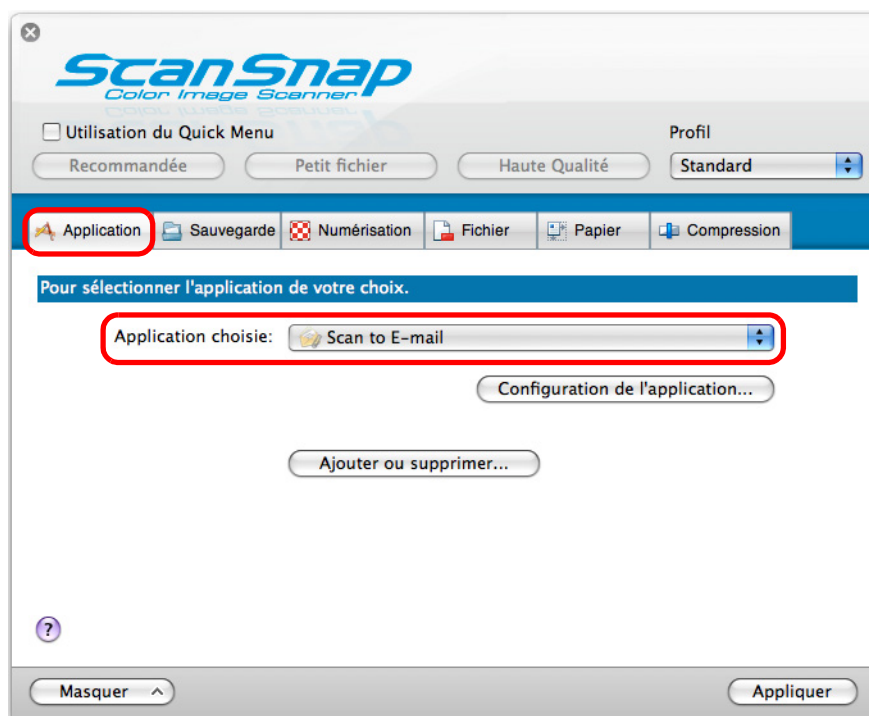 ScanSnap
Color Image Scanner
Utilisation du Quick Menu
Profil
Recommandée Petit fichier Haute Qualité Standard
Application Sauvegarde Numérisation Fichier Papier Compression
Pour sélectionner l'application de votre choix.
Application choisie: Scan to E-mail
Configuration de l'application...
Ajouter ou supprimer...
?
Masquer Appliquer